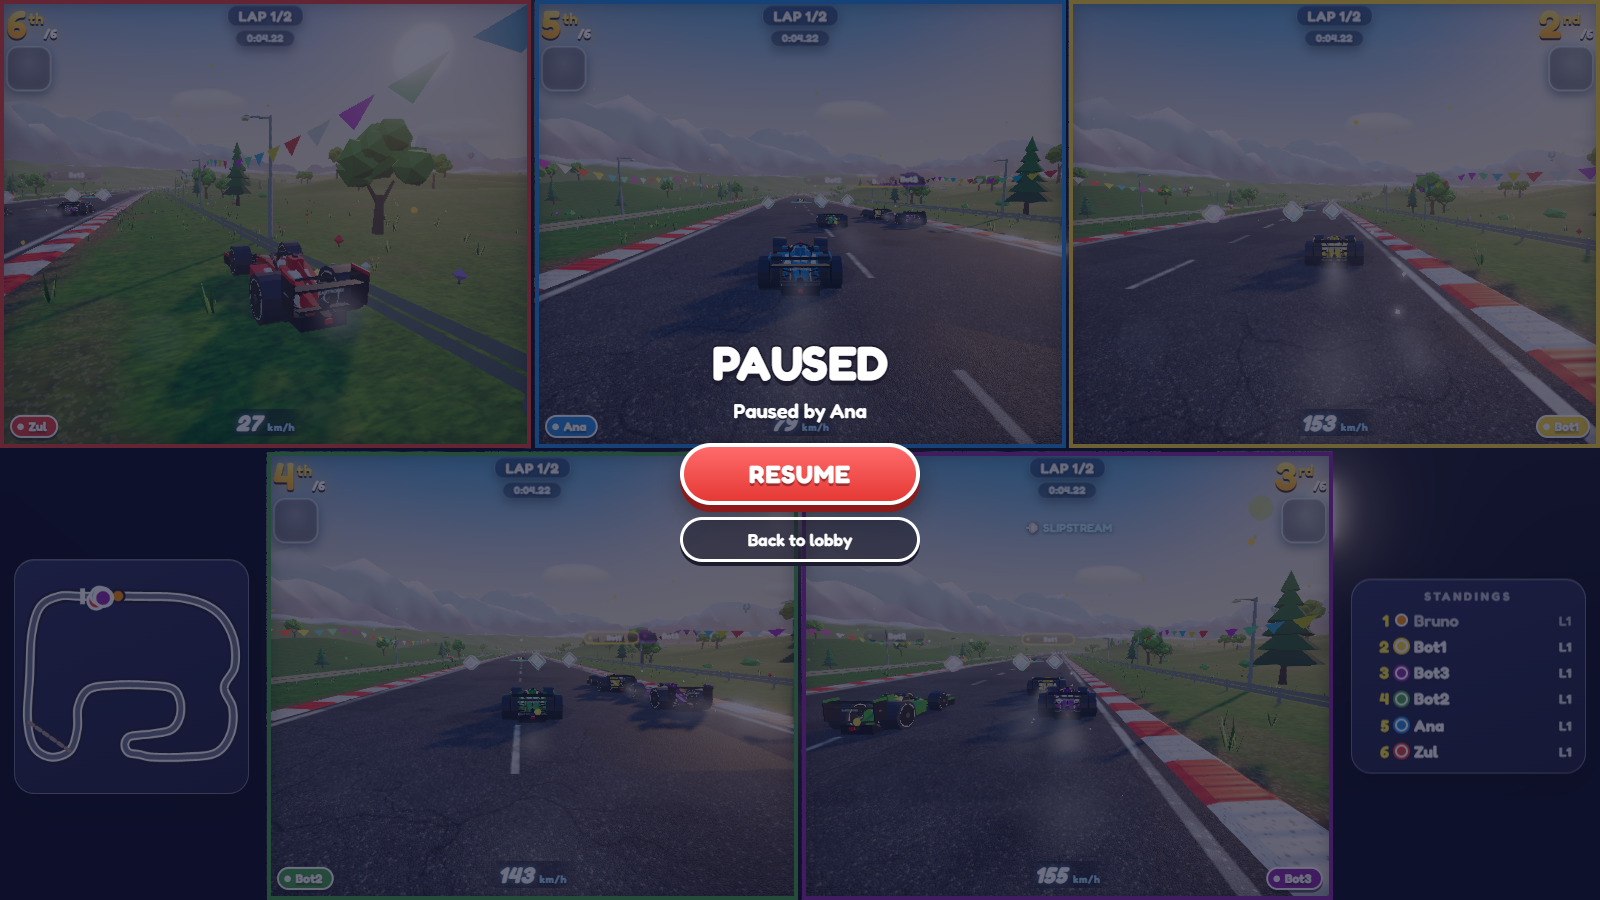 6th /6
LAP 1/2
0:04.22
Zul
27 km/h
5th /6
LAP 1/2
0:04.22
Ana
79 km/h
2nd /6
LAP 1/2
0:04.22
Bot1
153 km/h
PAUSED
Paused by Ana
RESUME
Back to lobby
4th /6
LAP 1/2
0:04.22
Bot2
143 km/h
3rd /6
LAP 1/2
0:04.22
SLIPSTREAM
155 km/h
Bot3
STANDINGS
1 Bruno L1
2 Bot1 L1
3 Bot3 L1
4 Bot2 L1
5 Ana L1
6 Zul L1